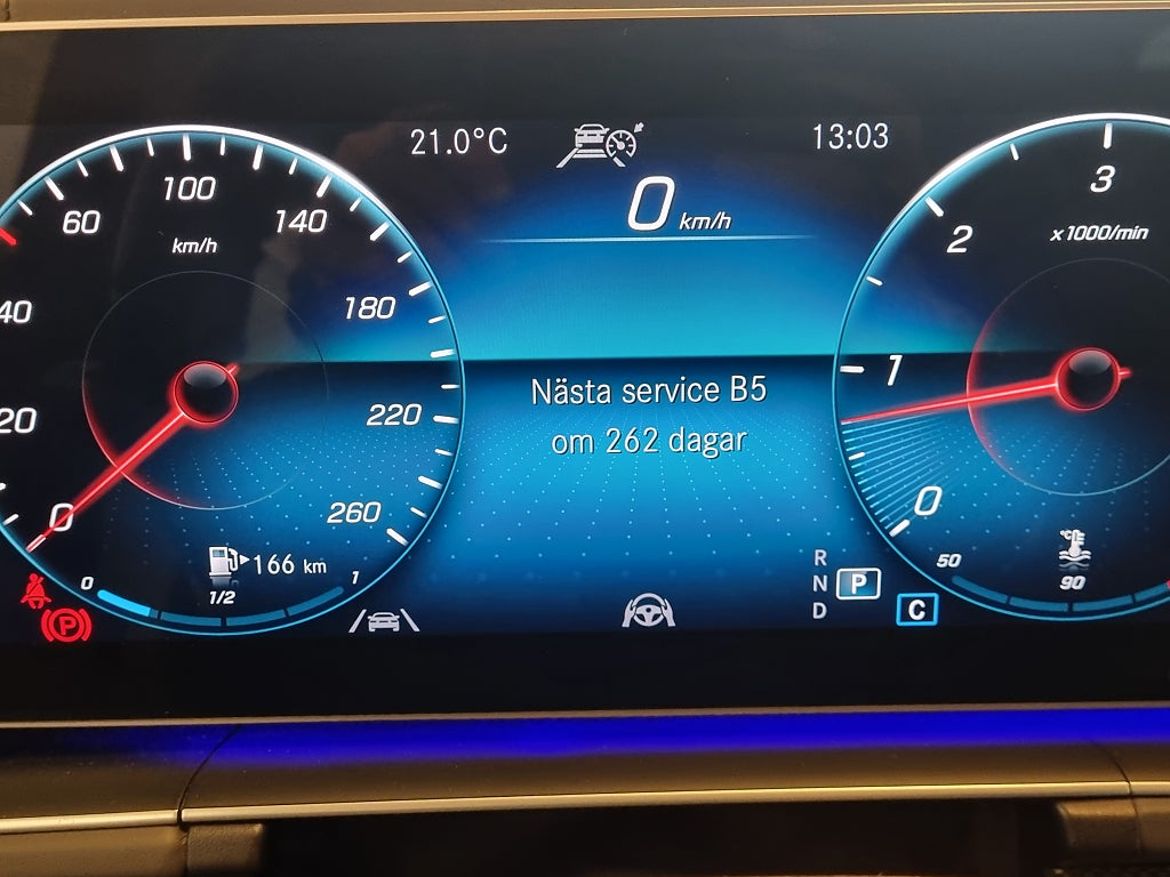 21.0°C
13:03
0 km/h
20
40
60
100
140
180
220
260
0
km/h
166 km
0
1/2
1
Nästa service B5
om 262 dagar
R
N
D
P
C
0
1
2
3
x1000/min
50
°C
90
P